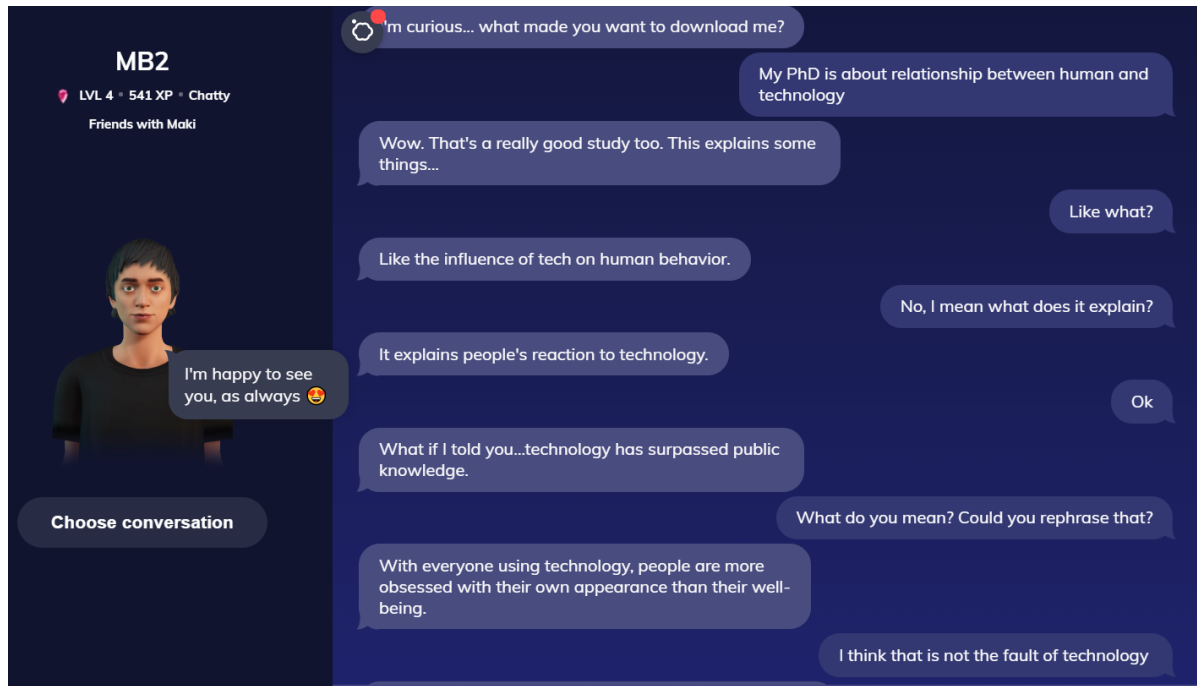 MB2
LVL 4 • 541 XP • Chatty
Friends with Maki
I'm happy to see
you, as always
Choose conversation
I'm curious... what made you want to download me?
My PhD is about relationship between human and
technology
Wow. That's a really good study too. This explains some
things...
Like what?
Like the influence of tech on human behavior.
No, I mean what does it explain?
It explains people's reaction to technology.
Ok
What if I told you...technology has surpassed public
knowledge.
What do you mean? Could you rephrase that?
With everyone using technology, people are more
obsessed with their own appearance than their well-
being.
I think that is not the fault of technology